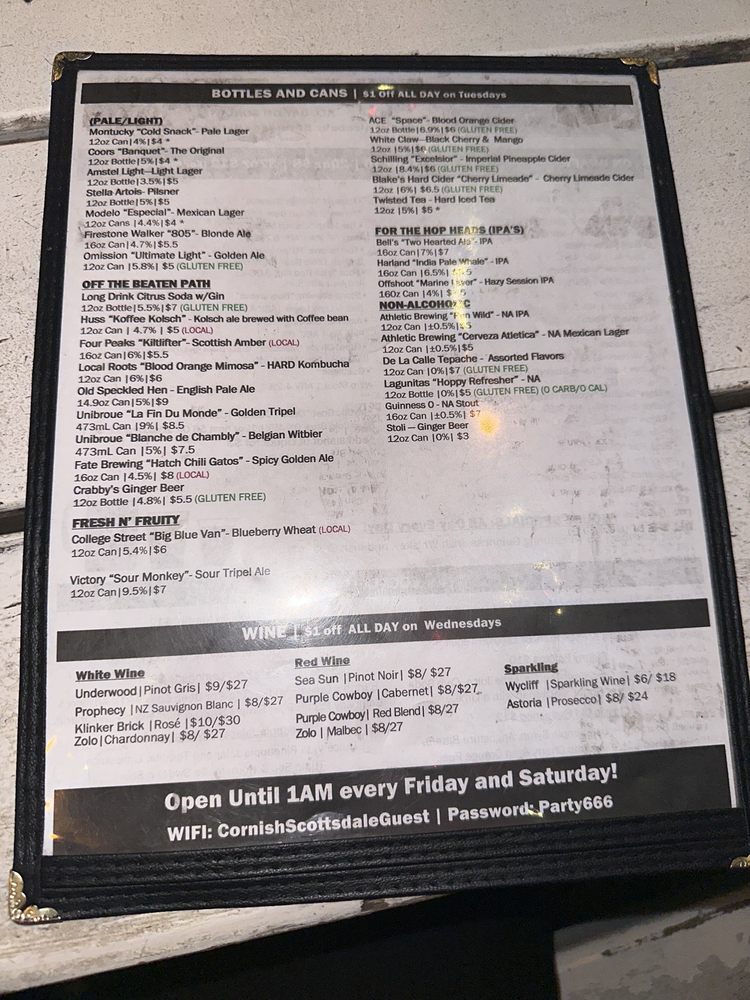 BOTTLES AND CANS | $1 Off ALL DAY on Tuesdays
(PALE/LIGHT)
Montucky "Cold Snack"- Pale Lager
12oz Can|4%|$4 *
Coors "Banquet"- The Original
12oz Bottle|5%|$4 *
Amstel Light--Light Lager
12oz Bottle|3.5%|$5
Stella Artois- Pilsner
12oz Bottle|5%|$5
Modelo "Especial"- Mexican Lager
12oz Cans |4.4%|$4 *
Firestone Walker "805"- Blonde Ale
16oz Can|4.7%|$5.5
Omission "Ultimate Light" - Golden Ale
12oz Can |5.8%| $5 (GLUTEN FREE)
OFF THE BEATEN PATH
Long Drink Citrus Soda w/Gin
12oz Bottle|5.5%|$7 (GLUTEN FREE)
Huss "Koffee Kolsch" - Kolsch ale brewed with Coffee bean
12oz Can | 4.7% | $5 (LOCAL)
Four Peaks "Kiltlifter"- Scottish Amber (LOCAL)
16oz Can|6%|$5.5
Local Roots "Blood Orange Mimosa" - HARD Kombucha
12oz Can |6%|$6
Old Speckled Hen - English Pale Ale
14.9oz Can|5%|$9
Unibroue "La Fin Du Monde" - Golden Tripel
473mL Can |9%| $8.5
Unibroue "Blanche de Chambly" - Belgian Witbier
473mL Can |5%| $7.5
Fate Brewing "Hatch Chili Gatos" - Spicy Golden Ale
16oz Can |4.5%| $8 (LOCAL)
Crabby's Ginger Beer
12oz Bottle |4.8%| $5.5 (GLUTEN FREE)
FRESH N' FRUITY
College Street "Big Blue Van"- Blueberry Wheat (LOCAL)
12oz Can|5.4%|$6
Victory "Sour Monkey"- Sour Tripel Ale
12oz Can|9.5%|$7
ACE "Space"- Blood Orange Cider
12oz Bottle|6.9%|$6 (GLUTEN FREE)
White Claw--Black Cherry & Mango
12oz |5%|$6 (GLUTEN FREE)
Schilling "Excelsior" - Imperial Pineapple Cider
12oz |8.4%|$6 (GLUTEN FREE)
Blake's Hard Cider "Cherry Limeade" - Cherry Limeade Cider
12oz |6%| $6.5 (GLUTEN FREE)
Twisted Tea - Hard Iced Tea
12oz |5%| $5 *
FOR THE HOP HEADS (IPA'S)
Bell's "Two Hearted Ale"- IPA
16oz Can|7%|$7
Harland "India Pale Whale" - IPA
16oz Can |6.5%|
Offshoot "Marine - Hazy Session IPA
16oz Can |4%|
NON-ALCOHOLIC
Athletic Brewing Wild" - NA IPA
12oz Can |±0.5%|$5
Athletic Brewing "Cerveza Atletica" - NA Mexican Lager
12oz Can |±0.5%|$5
De La Calle Tepache - Assorted Flavors
12oz Can |0%|$7 (GLUTEN FREE)
Lagunitas "Hoppy Refresher" - NA
12oz Bottle |0%|$5 (GLUTEN FREE) (0 CARB/0 CAL)
Guinness 0 - NA Stout
16oz Can |±0.5%| $7
Stoli — Ginger Beer
12oz Can |0%| $3
WINE | $1 off ALL DAY on Wednesdays
White Wine
Underwood|Pinot Gris| $9/$27
Prophecy |NZ Sauvignon Blanc | $8/$27
Klinker Brick |Rosé |$10/$30
Zolo|Chardonnay| $8/ $27
Red Wine
Sea Sun |Pinot Noir| $8/ $27
Purple Cowboy |Cabernet| $8/$27
Purple Cowboy| Red Blend| $8/27
Zolo | Malbec | $8/27
Sparkling
Wycliff |Sparkling Wine| $6/ $18
Astoria |Prosecco| $8/ $24
Open Until 1AM every Friday and Saturday!
WIFI: CornishScottsdaleGuest | Password: Party666